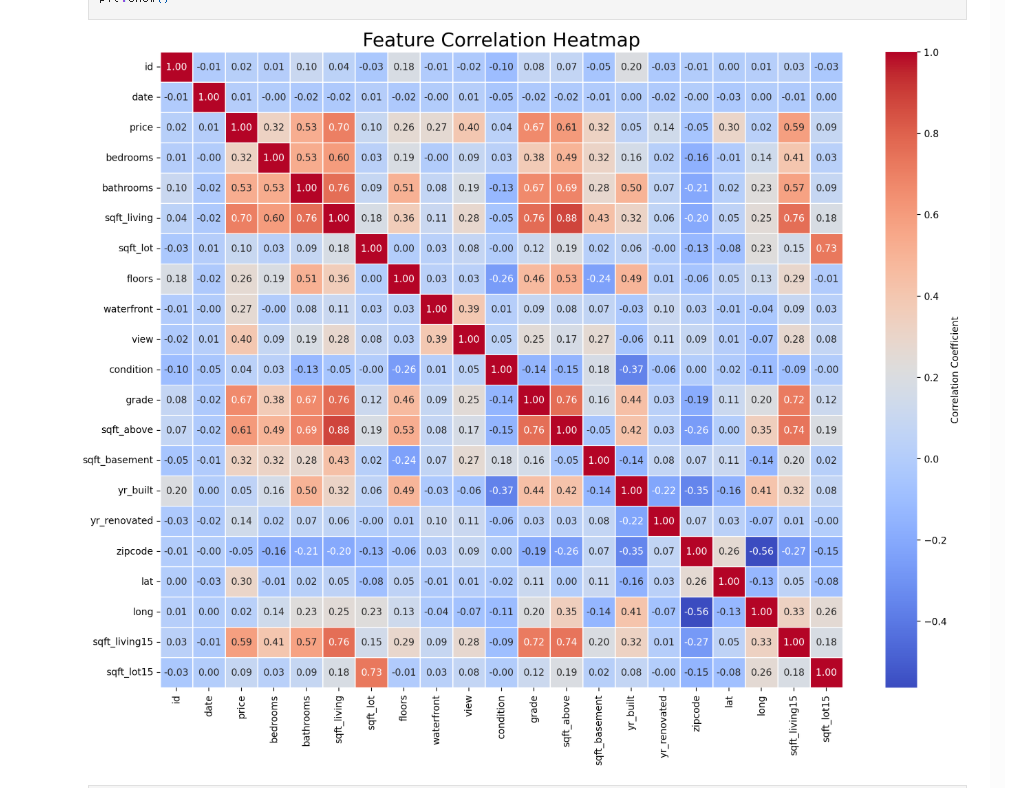 Feature Correlation Heatmap
id 1.00 -0.01 0.02 0.01 0.10 0.04 -0.03 0.18 -0.01 -0.02 -0.10 0.08 0.07 -0.05 0.20 -0.03 -0.01 0.00 0.01 0.03 -0.03
date -0.01 1.00 0.01 -0.00 -0.02 -0.02 0.01 -0.02 -0.00 0.01 -0.05 -0.02 -0.02 -0.01 0.00 -0.02 -0.00 -0.03 0.00 -0.01 0.00
price 0.02 0.01 1.00 0.32 0.53 0.70 0.10 0.26 0.27 0.40 0.04 0.67 0.61 0.32 0.05 0.14 -0.05 0.30 0.02 0.59 0.09
bedrooms 0.01 -0.00 0.32 1.00 0.53 0.60 0.03 0.19 -0.00 0.09 0.03 0.38 0.49 0.32 0.16 0.02 -0.16 -0.01 0.14 0.41 0.03
bathrooms 0.10 -0.02 0.53 0.53 1.00 0.76 0.09 0.51 0.08 0.19 -0.13 0.67 0.69 0.28 0.50 0.07 -0.21 0.02 0.23 0.57 0.09
sqft_living 0.04 -0.02 0.70 0.60 0.76 1.00 0.18 0.36 0.11 0.28 -0.05 0.76 0.88 0.43 0.32 0.06 -0.20 0.05 0.25 0.76 0.18
sqft_lot -0.03 0.01 0.10 0.03 0.09 0.18 1.00 0.00 0.03 0.08 -0.00 0.12 0.19 0.02 0.06 -0.00 -0.13 -0.08 0.23 0.15 0.73
floors 0.18 -0.02 0.26 0.19 0.51 0.36 0.00 1.00 0.03 0.03 -0.26 0.46 0.53 -0.24 0.49 0.01 -0.06 0.05 0.13 0.29 -0.01
waterfront -0.01 -0.00 0.27 -0.00 0.08 0.11 0.03 0.03 1.00 0.39 0.01 0.09 0.08 0.07 -0.03 0.10 0.03 -0.01 -0.04 0.09 0.03
view -0.02 0.01 0.40 0.09 0.19 0.28 0.08 0.03 0.39 1.00 0.05 0.25 0.17 0.27 -0.06 0.11 0.09 0.01 -0.07 0.28 0.08
condition -0.10 -0.05 0.04 0.03 -0.13 -0.05 -0.00 -0.26 0.01 0.05 1.00 -0.14 -0.15 0.18 -0.37 -0.06 0.00 -0.02 -0.11 -0.09 -0.00
grade 0.08 -0.02 0.67 0.38 0.67 0.76 0.12 0.46 0.09 0.25 -0.14 1.00 0.76 0.16 0.44 0.03 -0.19 0.11 0.20 0.72 0.12
sqft_above 0.07 -0.02 0.61 0.49 0.69 0.88 0.19 0.53 0.08 0.17 -0.15 0.76 1.00 -0.05 0.42 0.03 -0.26 0.00 0.35 0.74 0.19
sqft_basement -0.05 -0.01 0.32 0.32 0.28 0.43 0.02 -0.24 0.07 0.27 0.18 0.16 -0.05 1.00 -0.14 0.08 0.07 0.11 -0.14 0.20 0.02
yr_built 0.20 0.00 0.05 0.16 0.50 0.32 0.06 0.49 -0.03 -0.06 -0.37 0.44 0.42 -0.14 1.00 -0.22 -0.35 -0.16 0.41 0.32 0.08
yr_renovated -0.03 -0.02 0.14 0.02 0.07 0.06 -0.00 0.01 0.10 0.11 -0.06 0.03 0.03 0.08 -0.22 1.00 0.07 0.03 -0.07 0.01 -0.00
zipcode -0.01 -0.00 -0.05 -0.16 -0.21 -0.20 -0.13 -0.06 0.03 0.09 0.00 -0.19 -0.26 0.07 -0.35 0.07 1.00 0.26 -0.56 -0.27 -0.15
lat 0.00 -0.03 0.30 -0.01 0.02 0.05 -0.08 0.05 -0.01 0.01 -0.02 0.11 0.00 0.11 -0.16 0.03 0.26 1.00 -0.13 0.05 -0.08
long 0.01 0.00 0.02 0.14 0.23 0.25 0.23 0.13 -0.04 -0.07 -0.11 0.20 0.35 -0.14 0.41 -0.07 -0.56 -0.13 1.00 0.33 0.26
sqft_living15 0.03 -0.01 0.59 0.41 0.57 0.76 0.15 0.29 0.09 0.28 -0.09 0.72 0.74 0.20 0.32 0.01 -0.27 0.05 0.33 1.00 0.18
sqft_lot15 -0.03 0.00 0.09 0.03 0.09 0.18 0.73 -0.01 0.03 0.08 -0.00 0.12 0.19 0.02 0.08 -0.00 -0.15 -0.08 0.26 0.18 1.00
id date price bedrooms bathrooms sqft_living sqft_lot floors waterfront view condition grade sqft_above sqft_basement yr_built yr_renovated zipcode lat long sqft_living15 sqft_lot15
1.0
0.8
0.6
0.4
0.2
0.0
−0.2
−0.4
Correlation Coefficient